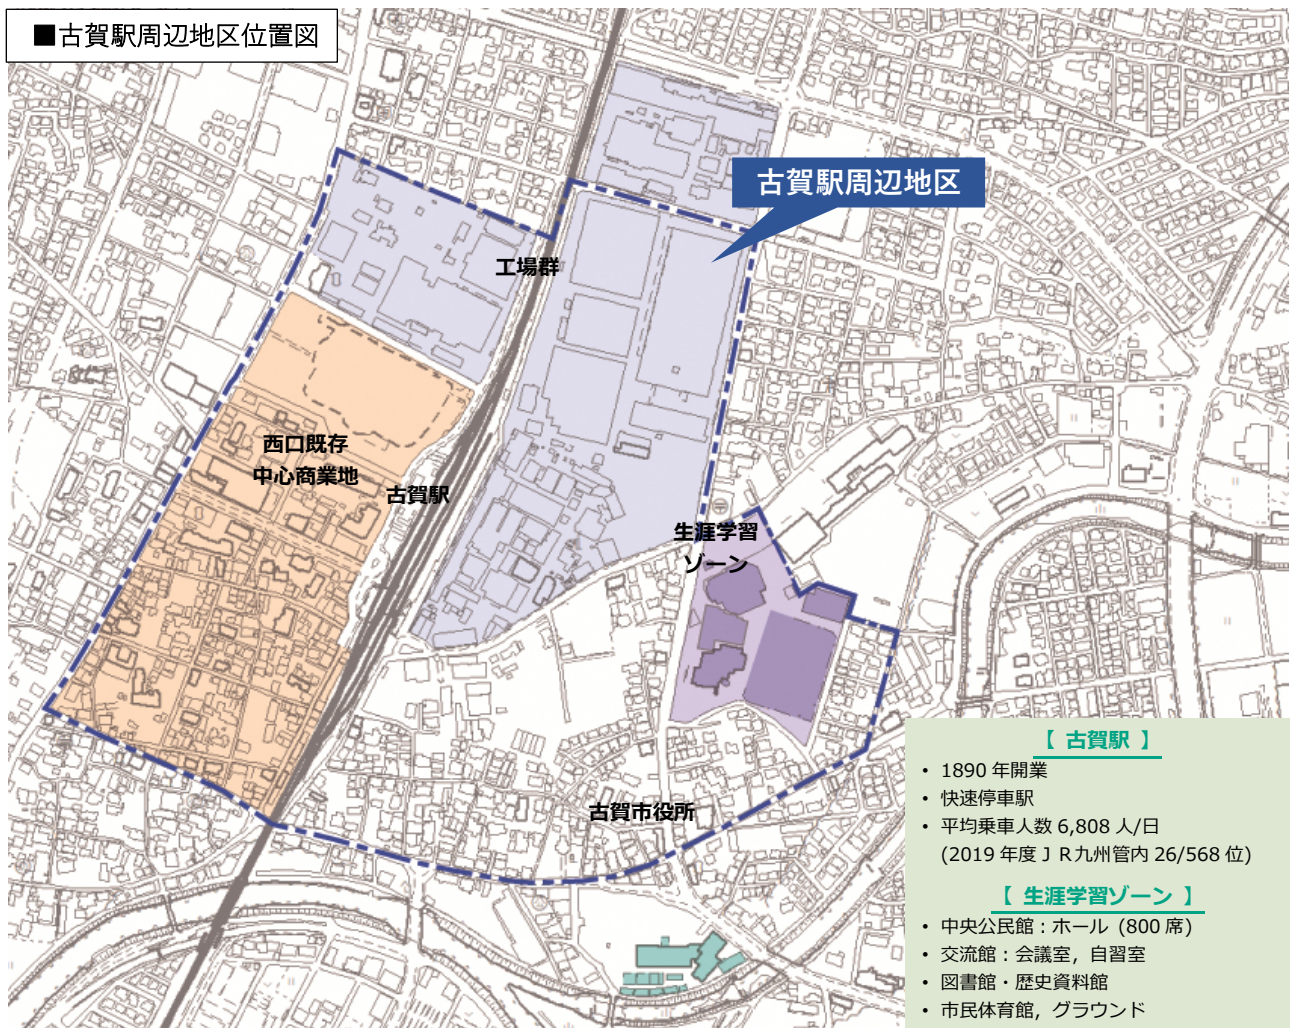 ■古賀駅周辺地区位置図
古賀駅周辺地区
工場群
西口既存
中心商業地
古賀駅
生涯学習
ゾーン
古賀市役所
【 古賀駅 】
• 1890 年開業
• 快速停車駅
• 平均乗車人数 6,808 人/日
(2019 年度ＪＲ九州管内 26/568 位)
【 生涯学習ゾーン 】
• 中央公民館：ホール (800 席)
• 交流館：会議室，自習室
• 図書館・歴史資料館
• 市民体育館，グラウンド